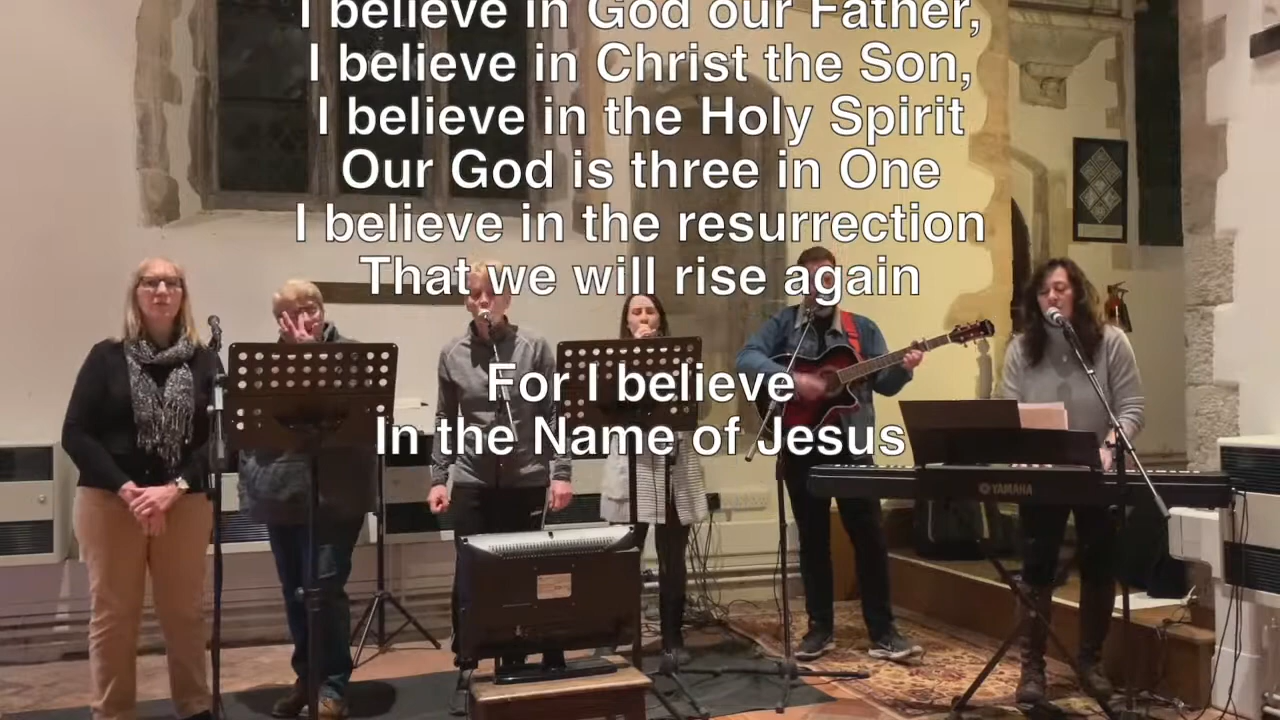 I believe in God our Father,
I believe in Christ the Son,
I believe in the Holy Spirit
Our God is three in One
I believe in the resurrection
That we will rise again
For I believe
In the Name of Jesus
YAMAHA